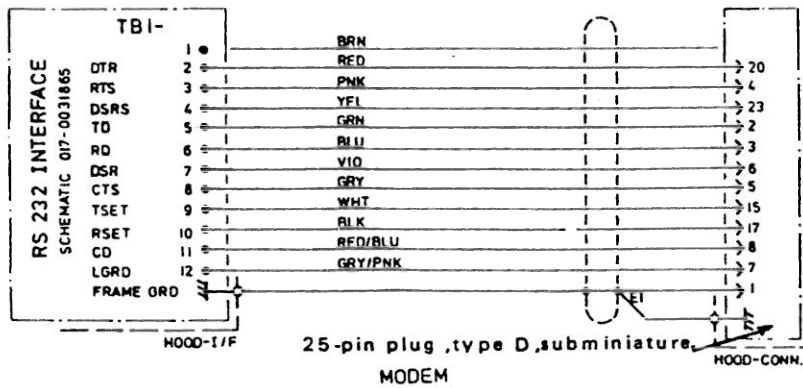 TB1-
RS 232 INTERFACE
SCHEMATIC 017-0031865
1 BRN
DTR 2 RED 20
RTS 3 PNK 4
DSRS 4 YEL 23
TD 5 GRN 2
RD 6 BLU 3
DSR 7 VIO 6
CTS 8 GRY 5
TSET 9 WHT 15
RSET 10 BLK 17
CD 11 RED/BLU 8
LGRD 12 GRY/PNK 7
FRAME GRD 1
E1
HOOD-I/F
25-pin plug ,type D,subminiature
HOOD-CONN.
MODEM